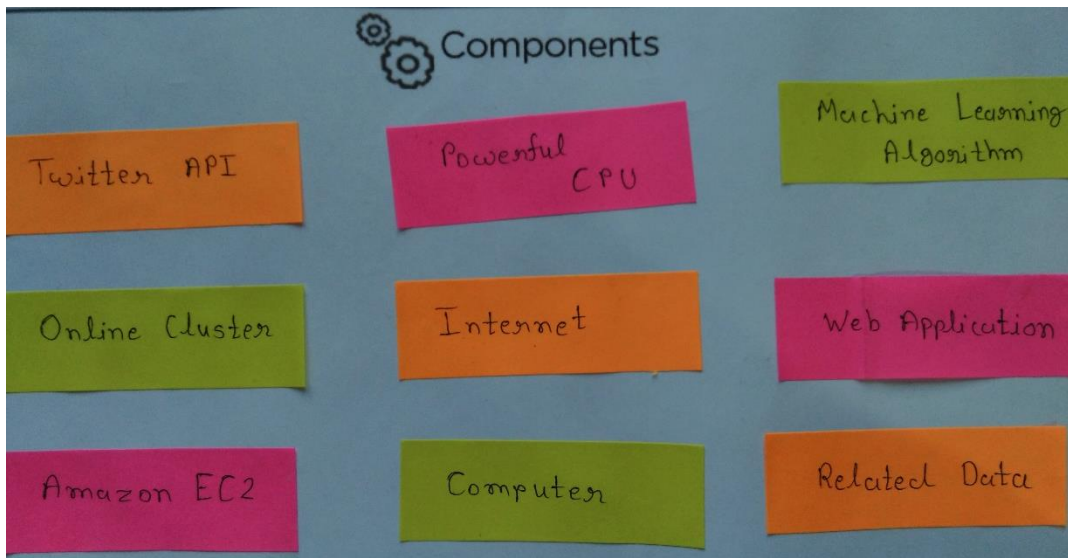 Components
Twitter API
Powerful
CPU
Machine Learning
Algorithm
Online Cluster
Internet
Web Application
Amazon EC2
Computer
Related Data